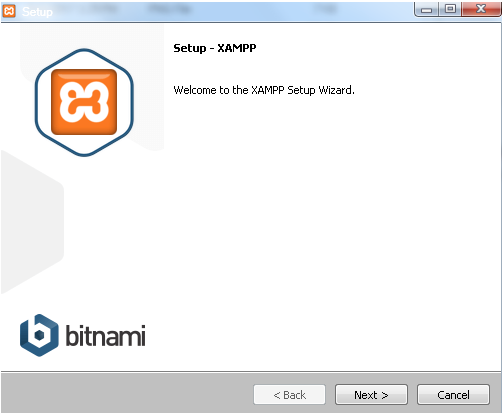 Setup
Setup - XAMPP
Welcome to the XAMPP Setup Wizard.
bitnami
< Back
Next >
Cancel